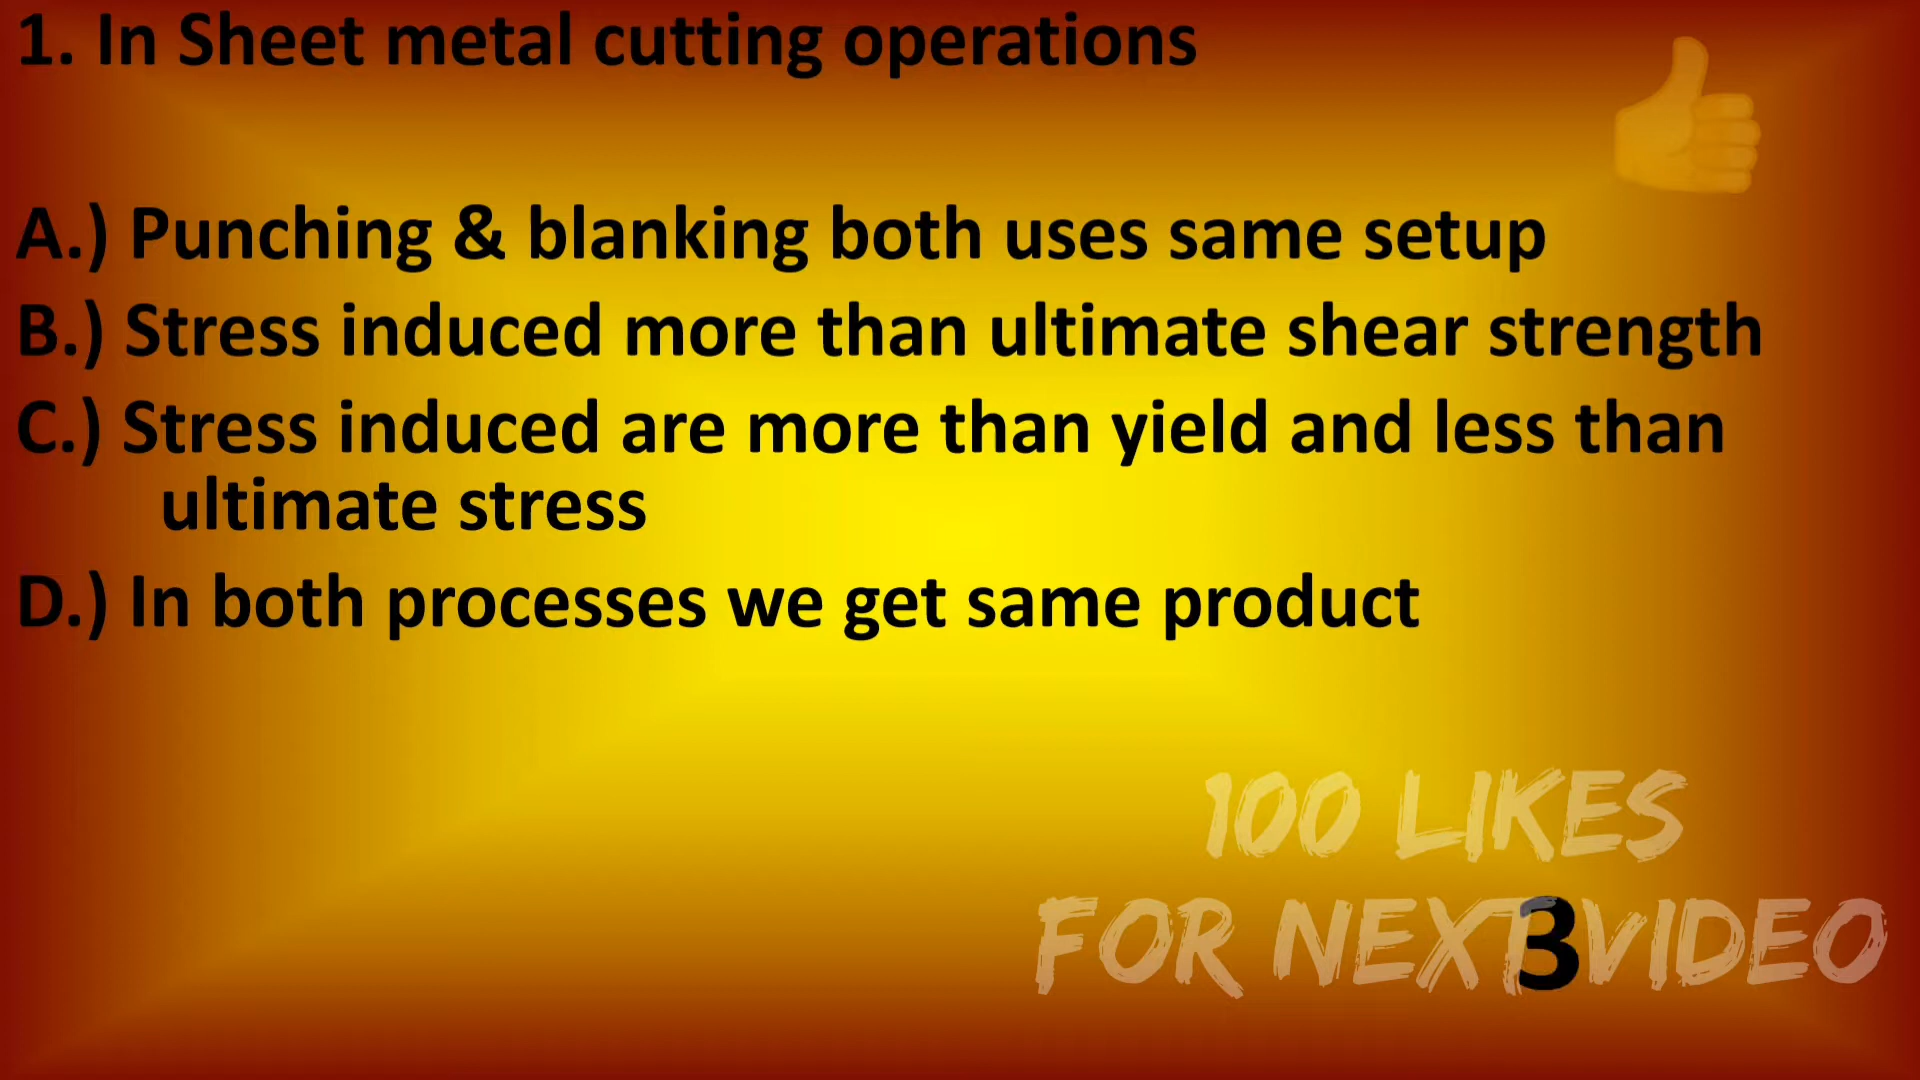 1. In Sheet metal cutting operations
A.) Punching & blanking both uses same setup
B.) Stress induced more than ultimate shear strength
C.) Stress induced are more than yield and less than
ultimate stress
D.) In both processes we get same product
100 LIKES
FOR NEXT VIDEO
3